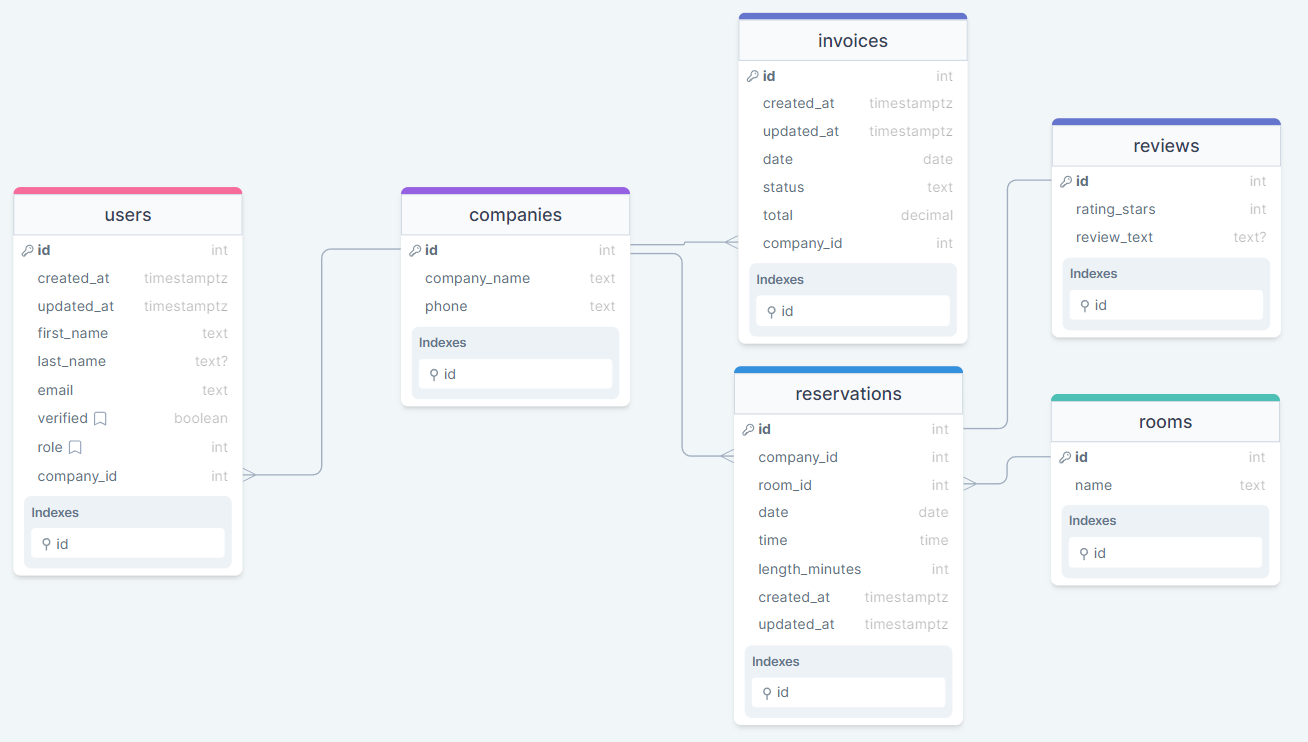 users
id int
created_at timestamptz
updated_at timestamptz
first_name text
last_name text?
email text
verified boolean
role int
company_id int
Indexes
id
companies
id int
company_name text
phone text
Indexes
id
invoices
id int
created_at timestamptz
updated_at timestamptz
date date
status text
total decimal
company_id int
Indexes
id
reservations
id int
company_id int
room_id int
date date
time time
length_minutes int
created_at timestamptz
updated_at timestamptz
Indexes
id
reviews
id int
rating_stars int
review_text text?
Indexes
id
rooms
id int
name text
Indexes
id